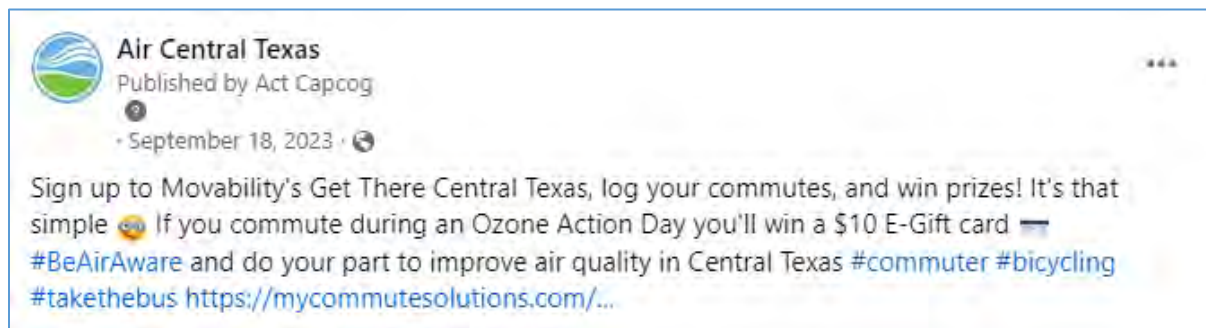 Air Central Texas
Published by Act Capcog
· September 18, 2023 ·
Sign up to Movability's Get There Central Texas, log your commutes, and win prizes! It's that
simple If you commute during an Ozone Action Day you'll win a $10 E-Gift card
#BeAirAware and do your part to improve air quality in Central Texas #commuter #bicycling
#takethebus https://mycommutesolutions.com/...